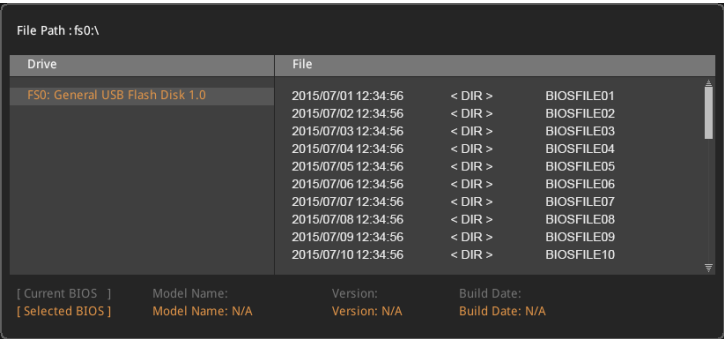 File Path : fs0:\
Drive File
FS0: General USB Flash Disk 1.0
2015/07/01 12:34:56 < DIR > BIOSFILE01
2015/07/02 12:34:56 < DIR > BIOSFILE02
2015/07/03 12:34:56 < DIR > BIOSFILE03
2015/07/04 12:34:56 < DIR > BIOSFILE04
2015/07/05 12:34:56 < DIR > BIOSFILE05
2015/07/06 12:34:56 < DIR > BIOSFILE06
2015/07/07 12:34:56 < DIR > BIOSFILE07
2015/07/08 12:34:56 < DIR > BIOSFILE08
2015/07/09 12:34:56 < DIR > BIOSFILE09
2015/07/10 12:34:56 < DIR > BIOSFILE10
[ Current BIOS ] Model Name: Version: Build Date:
[ Selected BIOS ] Model Name: N/A Version: N/A Build Date: N/A